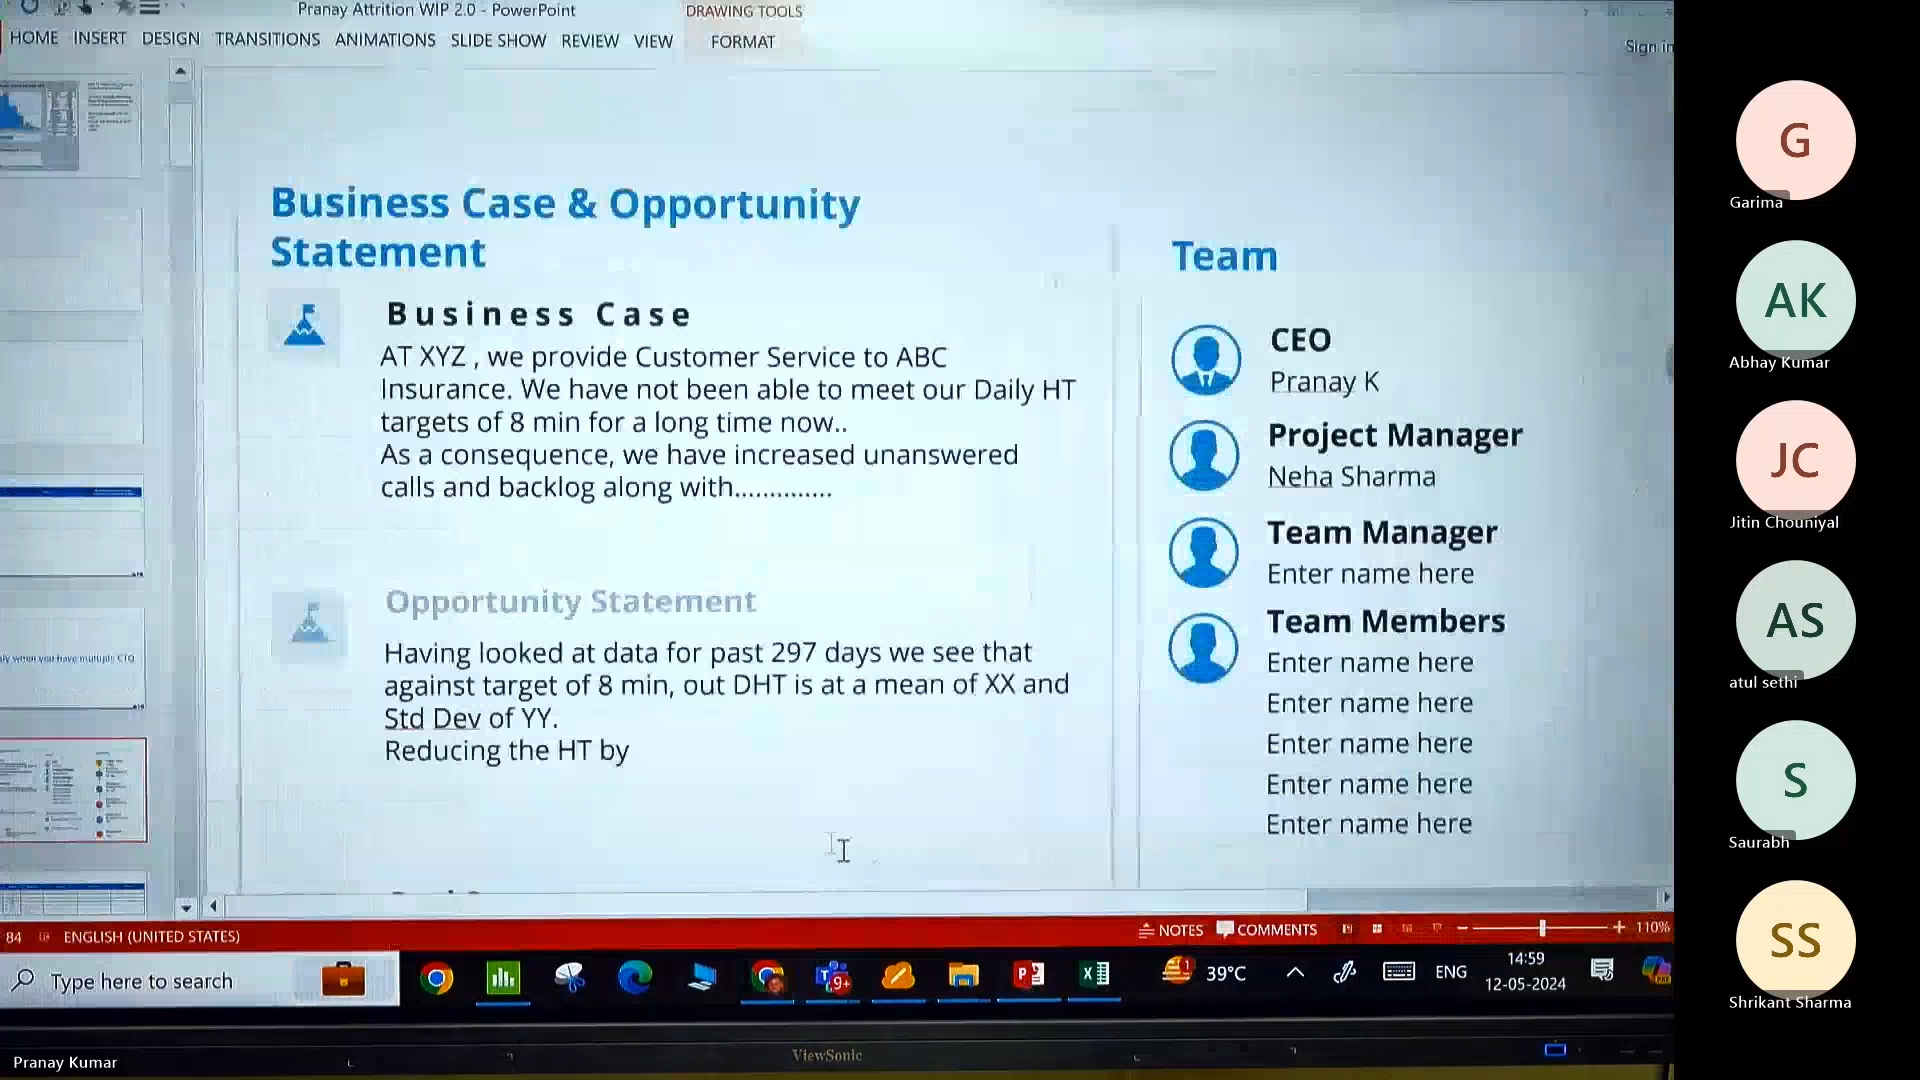 Pranay Attrition WIP 2.0 - PowerPoint
DRAWING TOOLS
HOME INSERT DESIGN TRANSITIONS ANIMATIONS SLIDE SHOW REVIEW VIEW FORMAT
Sign in
Business Case & Opportunity
Statement
Business Case
AT XYZ , we provide Customer Service to ABC
Insurance. We have not been able to meet our Daily HT
targets of 8 min for a long time now..
As a consequence, we have increased unanswered
calls and backlog along with..............
Opportunity Statement
Having looked at data for past 297 days we see that
against target of 8 min, out DHT is at a mean of XX and
Std Dev of YY.
Reducing the HT by
Team
CEO
Pranay K
Project Manager
Neha Sharma
Team Manager
Enter name here
Team Members
Enter name here
Enter name here
Enter name here
Enter name here
Enter name here
when you have multiple CTQ
84 ENGLISH (UNITED STATES)
NOTES COMMENTS 110%
Type here to search
9+
1
39°C
ENG
14:59
12-05-2024
ViewSonic
Pranay Kumar
G
Garima
AK
Abhay Kumar
JC
Jitin Chouniyal
AS
atul sethi
S
Saurabh
SS
Shrikant Sharma